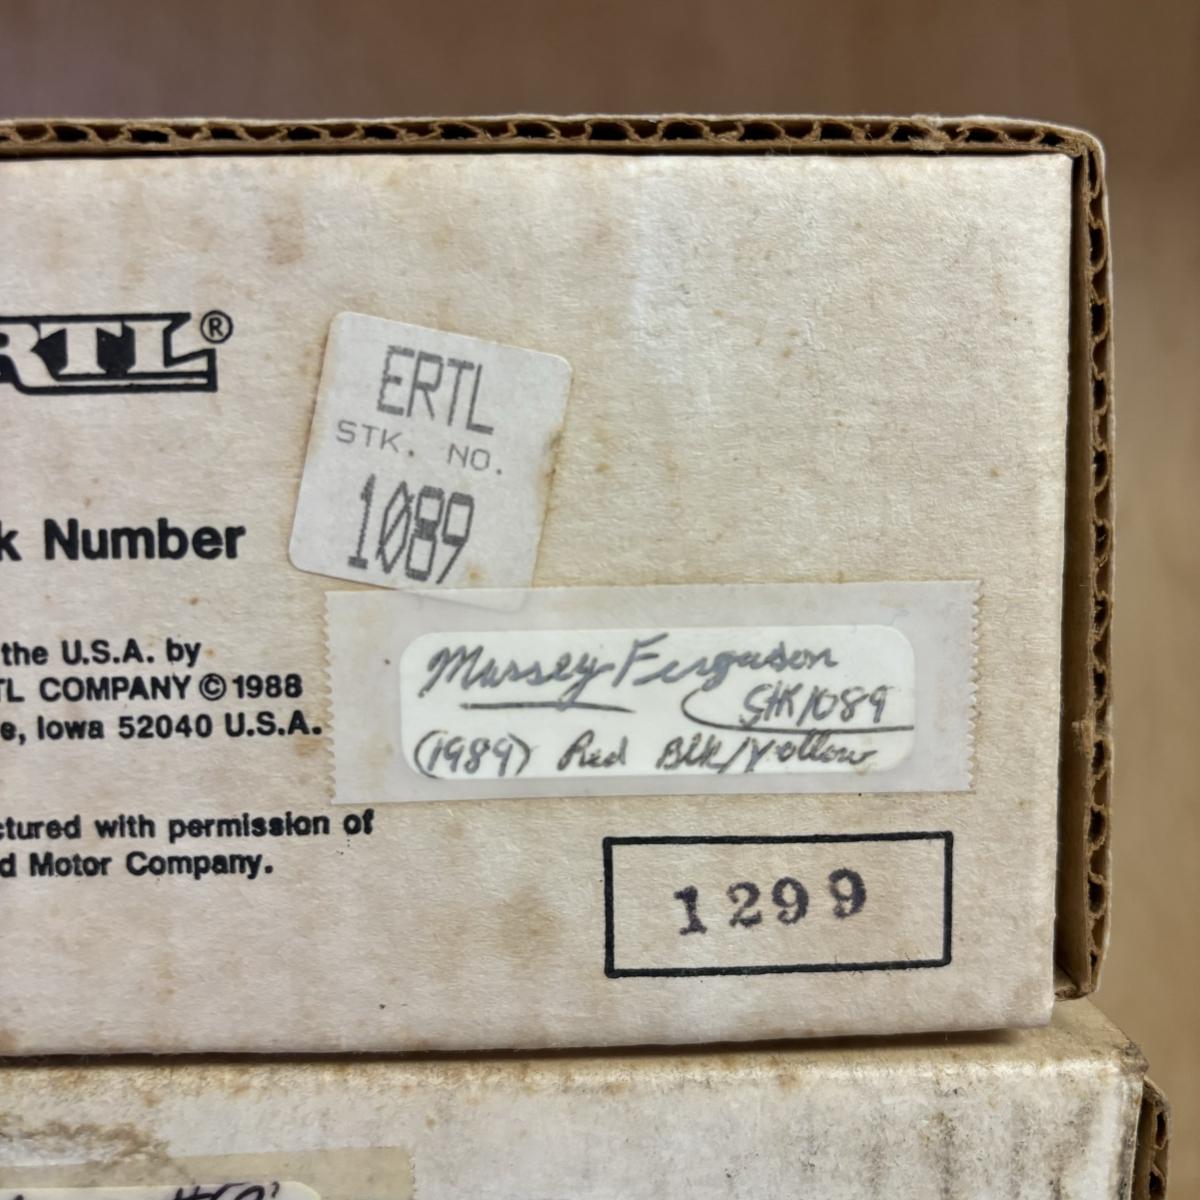 RTL®
ERTL
STK. NO.
1089
k Number
the U.S.A. by
TL COMPANY © 1988
e, Iowa 52040 U.S.A.
Massey-Ferguson
Stk 1089
(1989) Red Blk/Yollow
ctured with permission of
d Motor Company.
1299